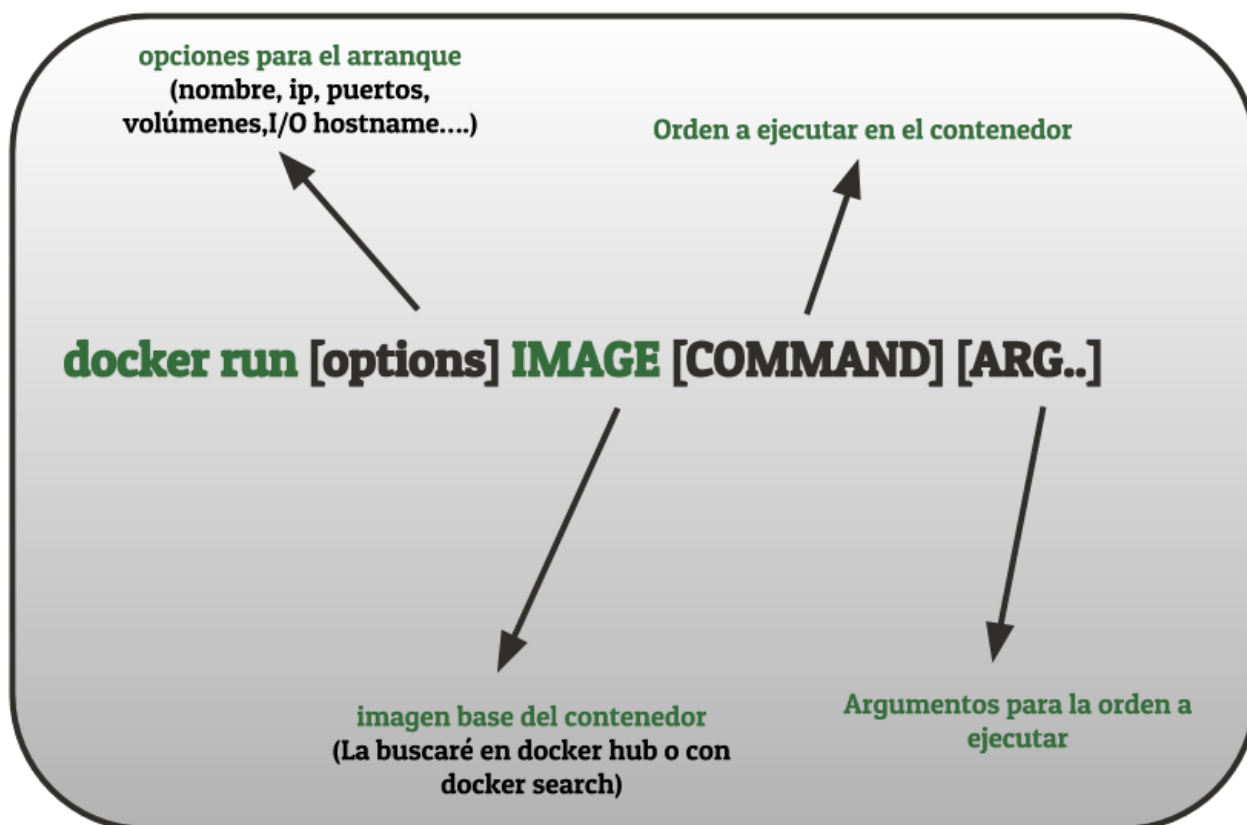 opciones para el arranque
(nombre, ip, puertos,
volúmenes,I/O hostname....)
Orden a ejecutar en el contenedor
docker run [options] IMAGE [COMMAND] [ARG..]
imagen base del contenedor
(La buscaré en docker hub o con
docker search)
Argumentos para la orden a
ejecutar